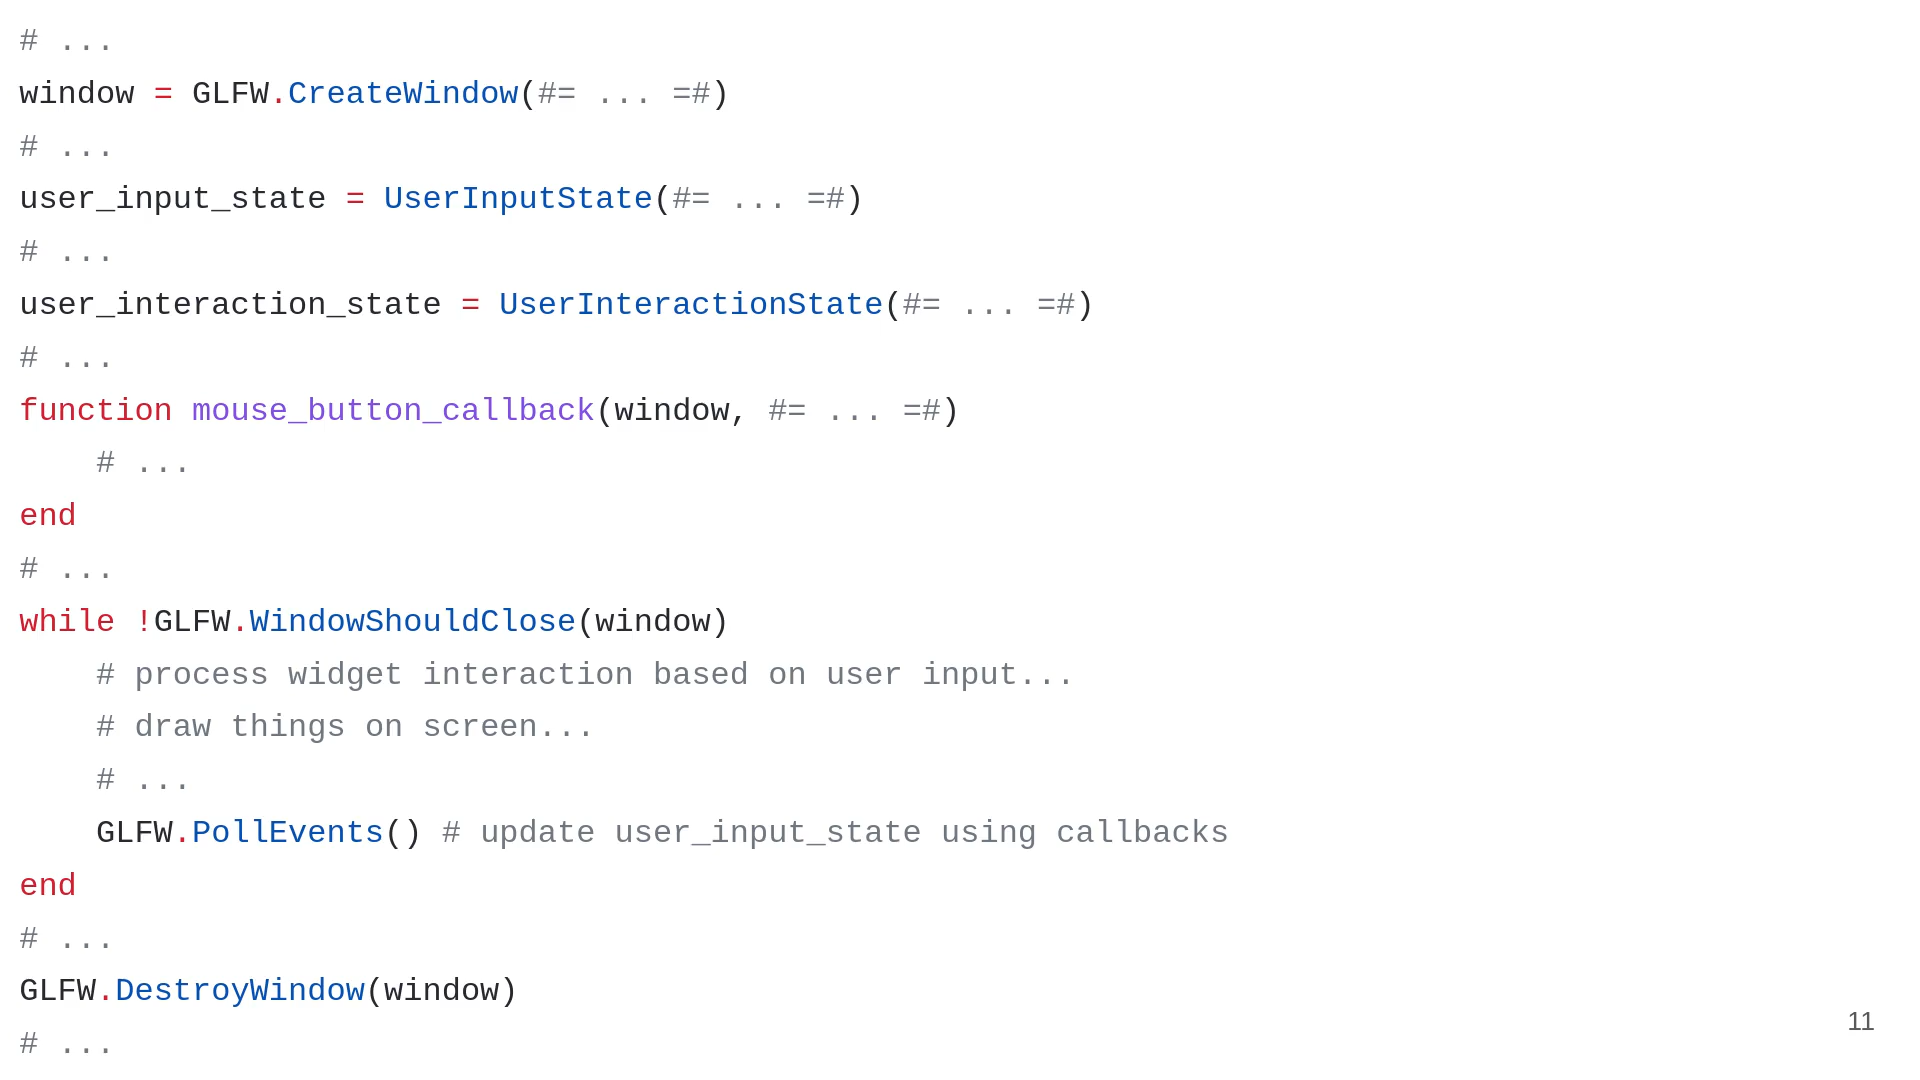 # ...
window = GLFW.CreateWindow(#= ... =#)
# ...
user_input_state = UserInputState(#= ... =#)
# ...
user_interaction_state = UserInteractionState(#= ... =#)
# ...
function mouse_button_callback(window, #= ... =#)
    # ...
end
# ...
while !GLFW.WindowShouldClose(window)
    # process widget interaction based on user input...
    # draw things on screen...
    # ...
    GLFW.PollEvents() # update user_input_state using callbacks
end
# ...
GLFW.DestroyWindow(window)
# ...
11